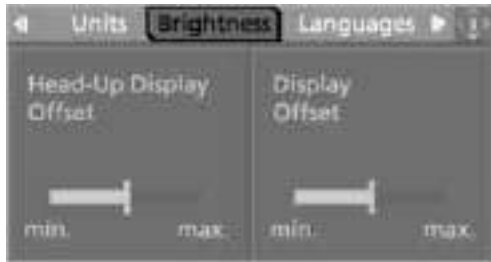 Units Brightness Languages
Head-Up Display
Offset
Display
Offset
min. max.
min. max.